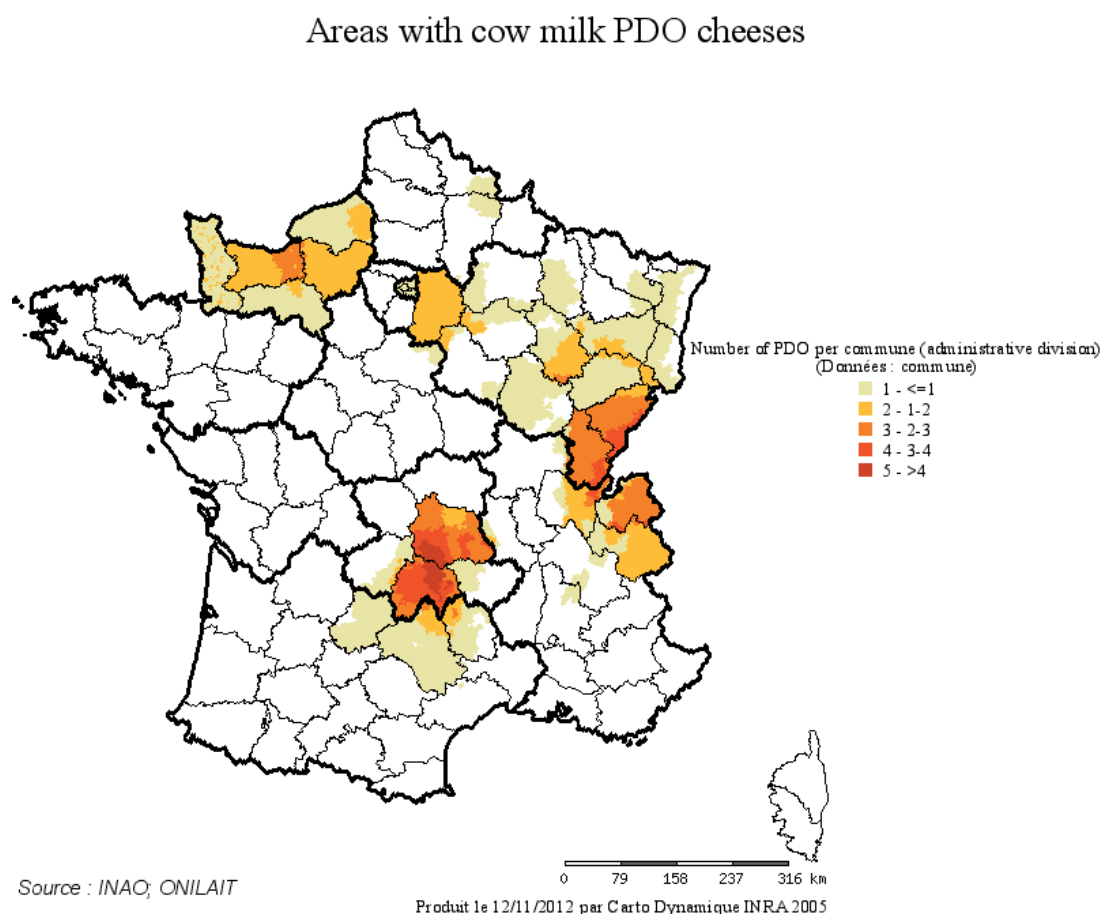 Areas with cow milk PDO cheeses
Number of PDO per commune (administrative division)
(Données : commune)
1 - <=1
2 - 1-2
3 - 2-3
4 - 3-4
5 - >4
0 79 158 237 316 km
Source : INAO; ONILAIT
Produit le 12/11/2012 par Carto Dynamique INRA 2005